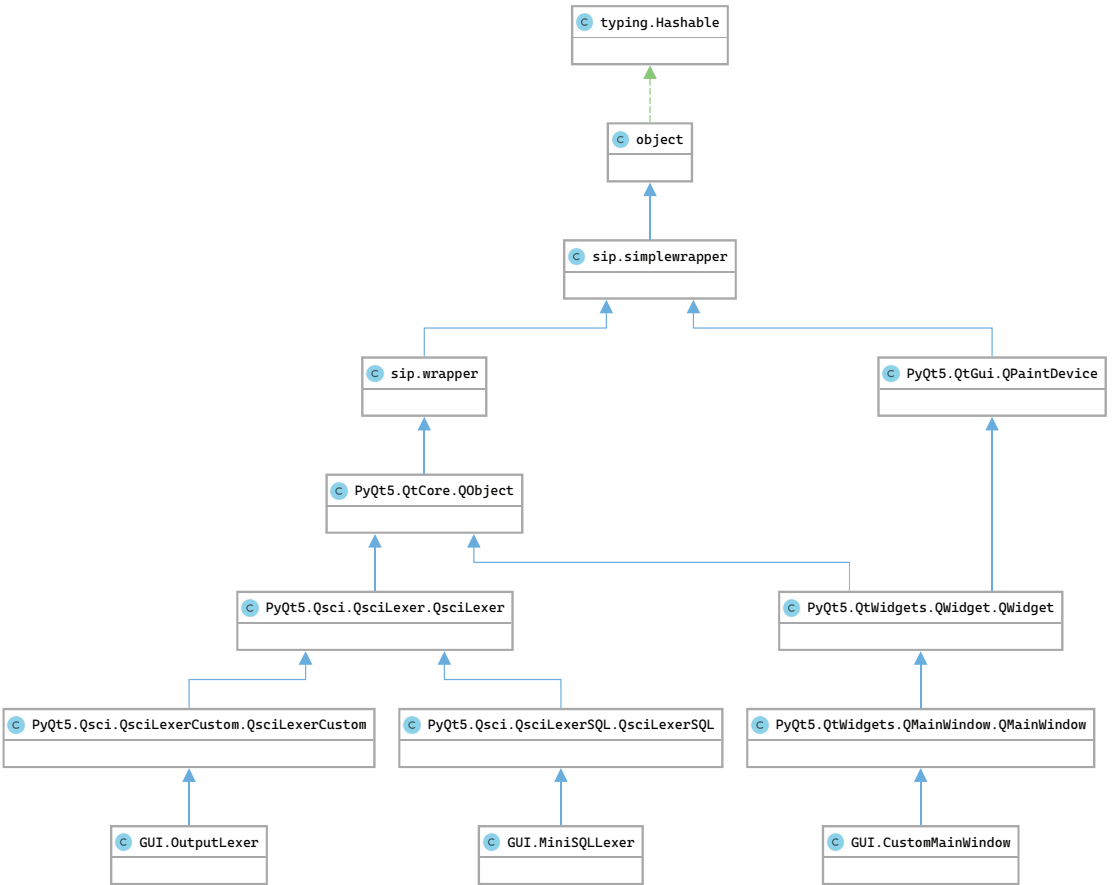 C typing.Hashable
C object
C sip.simplewrapper
C sip.wrapper
C PyQt5.QtGui.QPaintDevice
C PyQt5.QtCore.QObject
C PyQt5.Qsci.QsciLexer.QsciLexer
C PyQt5.QtWidgets.QWidget.QWidget
C PyQt5.Qsci.QsciLexerCustom.QsciLexerCustom
C PyQt5.Qsci.QsciLexerSQL.QsciLexerSQL
C PyQt5.QtWidgets.QMainWindow.QMainWindow
C GUI.OutputLexer
C GUI.MiniSQLLexer
C GUI.CustomMainWindow